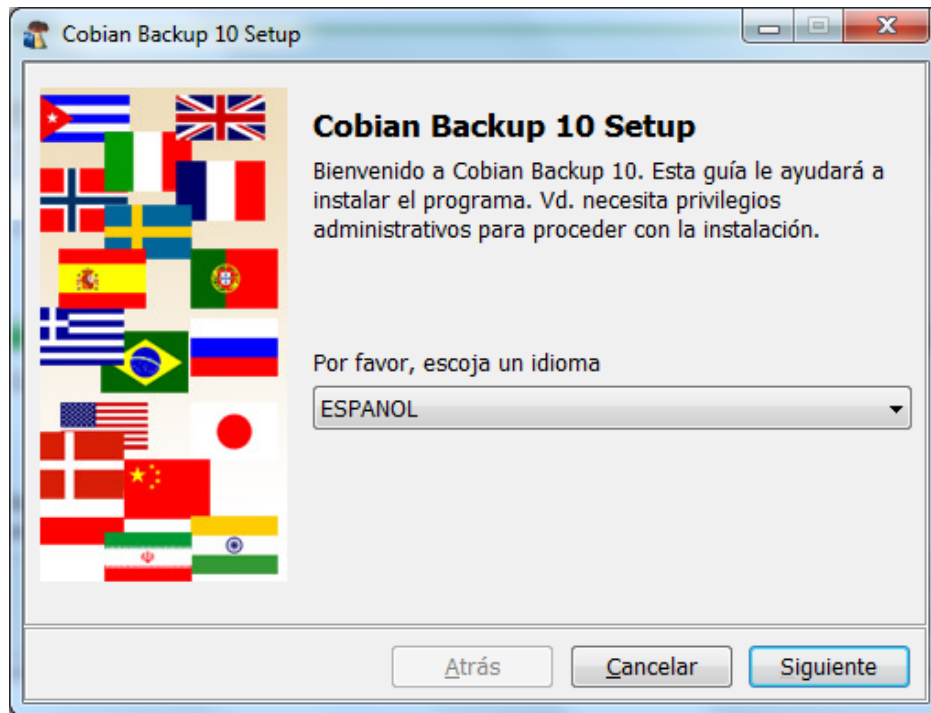 Cobian Backup 10 Setup
Cobian Backup 10 Setup
Bienvenido a Cobian Backup 10. Esta guía le ayudará a
instalar el programa. Vd. necesita privilegios
administrativos para proceder con la instalación.
Por favor, escoja un idioma
ESPANOL
Atrás
Cancelar
Siguiente